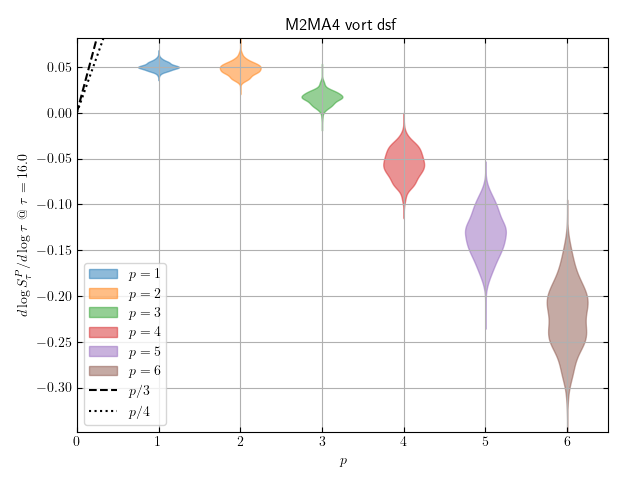 M2MA4 vort dsf
d log S_τ^P / d log τ @ τ = 16.0
0.05
0.00
−0.05
−0.10
−0.15
−0.20
−0.25
−0.30
p = 1
p = 2
p = 3
p = 4
p = 5
p = 6
p/3
p/4
0 1 2 3 4 5 6
p